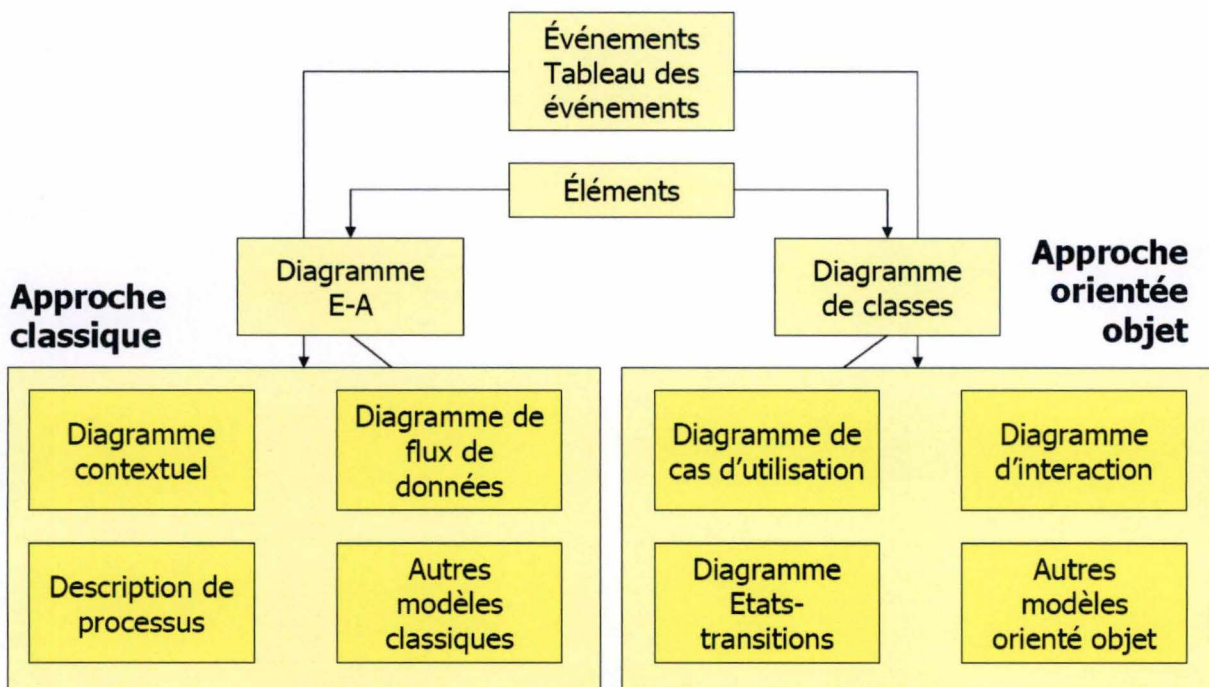 Événements
Tableau des
événements
Éléments
Diagramme
E-A
Diagramme
de classes
Approche
classique
Approche
orientée
objet
Diagramme
contextuel
Diagramme de
flux de
données
Description de
processus
Autres
modèles
classiques
Diagramme de
cas d'utilisation
Diagramme
d'interaction
Diagramme
Etats-
transitions
Autres
modèles
orienté objet